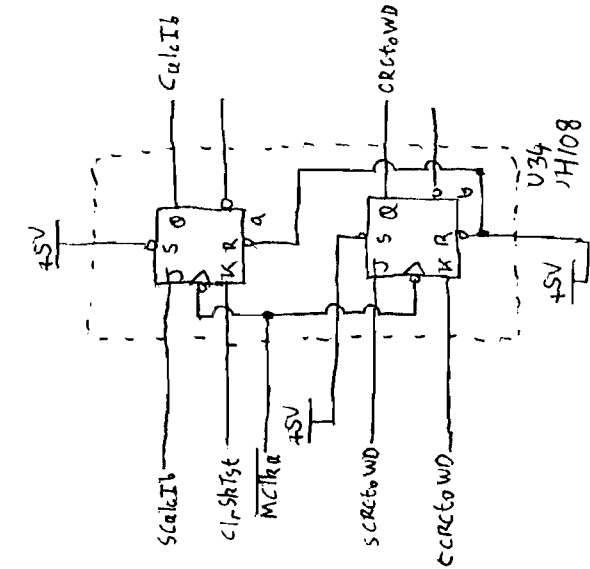 +5V
CalcIb
SCalcIb
J
S
Q
K
R
a
ClrShTst
MClka
+5V
CRCtoWD
SCRCtoWD
J
S
Q
K
R
b
CCRCtoWD
+5V
U34
JH108